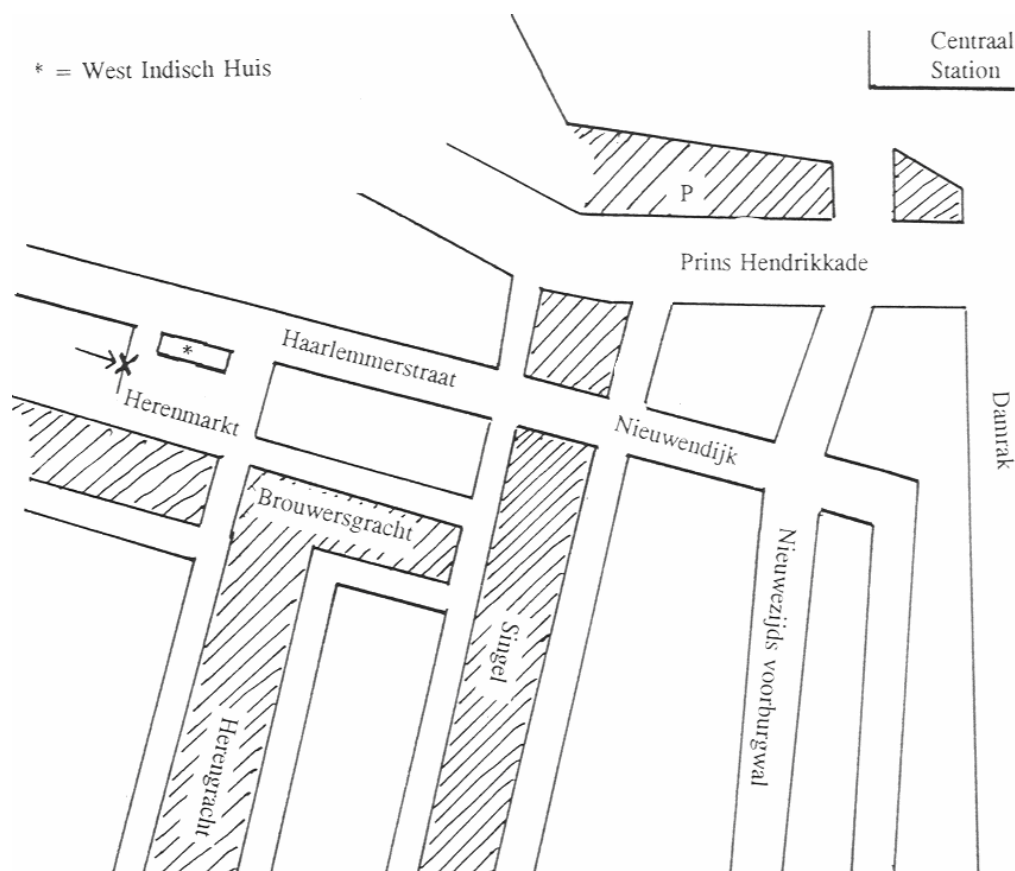 Centraal
Station
* = West Indisch Huis
P
Prins Hendrikkade
Haarlemmerstraat
*
Herenmarkt
Nieuwendijk
Damrak
Brouwersgracht
Nieuwezijds voorburgwal
Singel
Herengracht